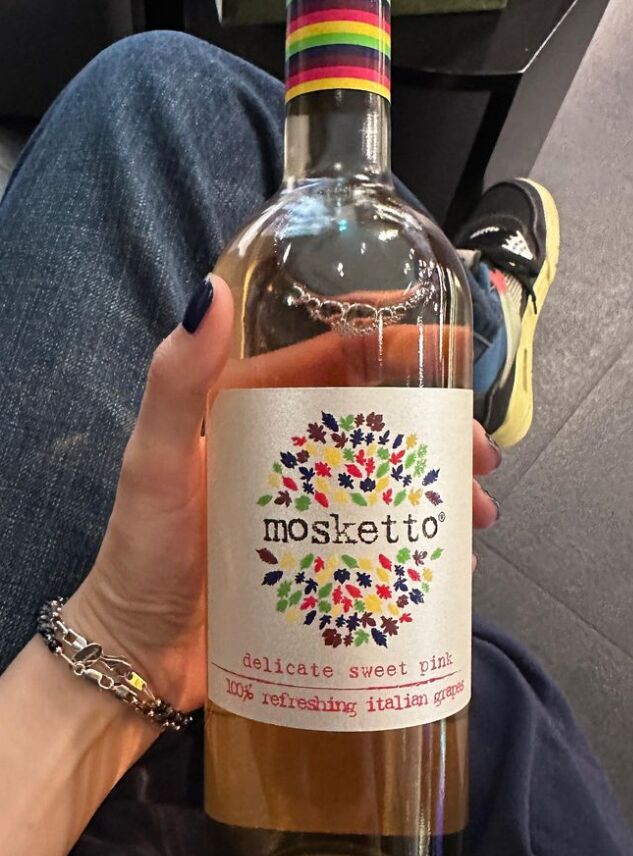 mosketto®
delicate sweet pink
100% refreshing italian grapes